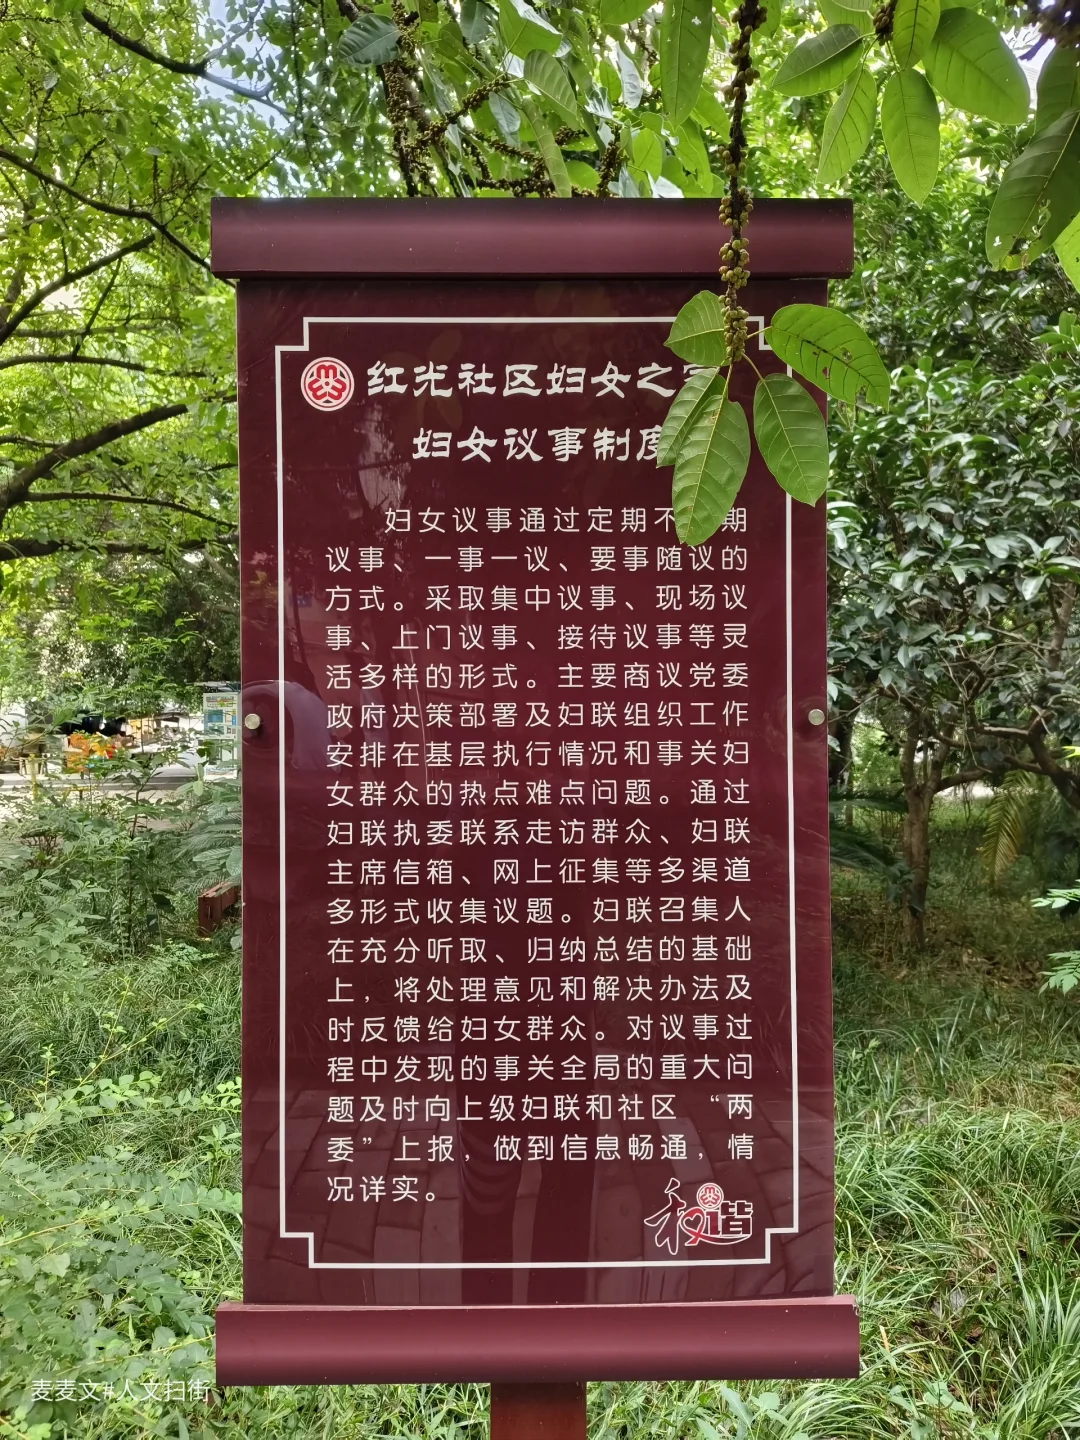 红光社区妇女之家
妇女议事制度
妇女议事通过定期不 期
议事、一事一议、要事随议的
方式。采取集中议事、现场议
事、上门议事、接待议事等灵
活多样的形式。主要商议党委
政府决策部署及妇联组织工作
安排在基层执行情况和事关妇
女群众的热点难点问题。通过
妇联执委联系走访群众、妇联
主席信箱、网上征集等多渠道
多形式收集议题。妇联召集人
在充分听取、归纳总结的基础
上，将处理意见和解决办法及
时反馈给妇女群众。对议事过
程中发现的事关全局的重大问
题及时向上级妇联和社区“两
委”上报，做到信息畅通，情
况详实。
和谐
麦麦文#人文扫街